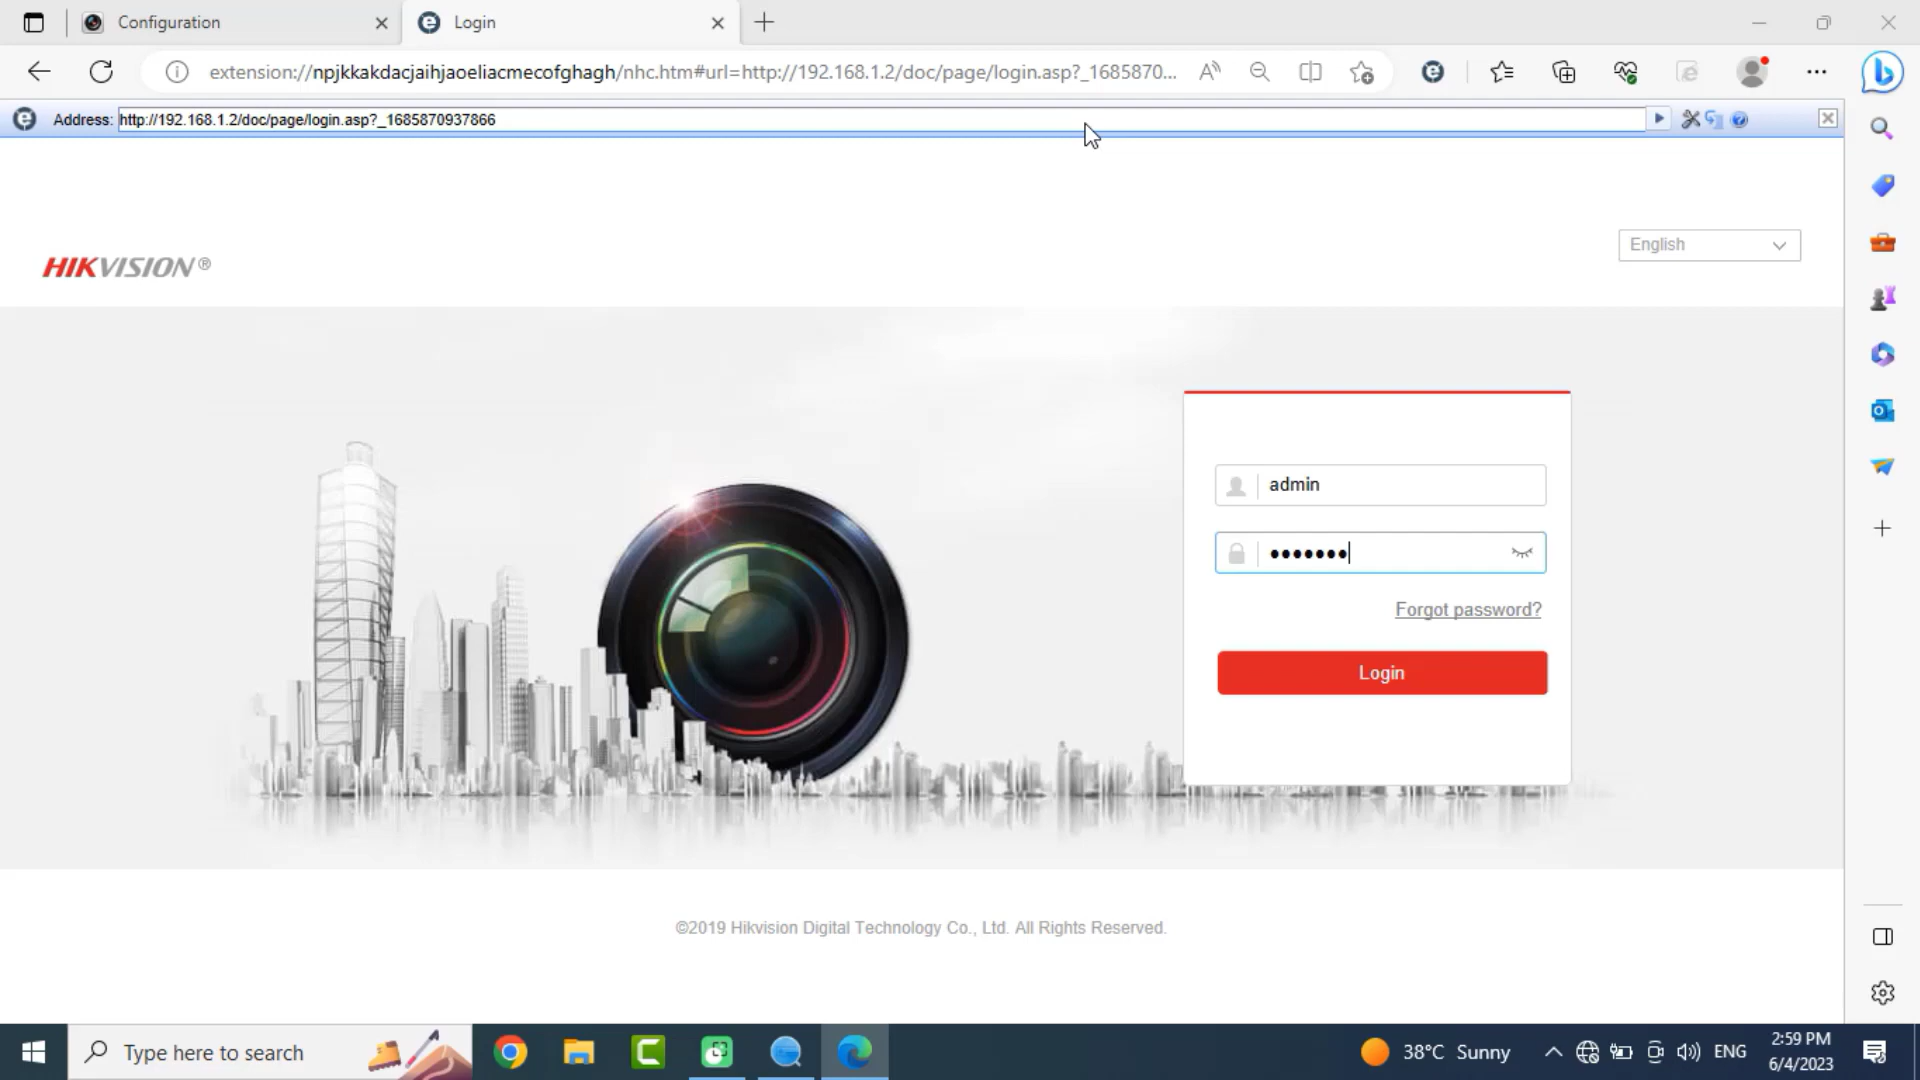 Configuration
Login
extension://npjkkakdacjaihjaoeliacmecofghagh/nhc.htm#url=http://192.168.1.2/doc/page/login.asp?_1685870...
Address: http://192.168.1.2/doc/page/login.asp?_1685870937866
HIKVISION®
English
admin
•••••••
Forgot password?
Login
©2019 Hikvision Digital Technology Co., Ltd. All Rights Reserved.
Type here to search
38°C Sunny
ENG
2:59 PM
6/4/2023